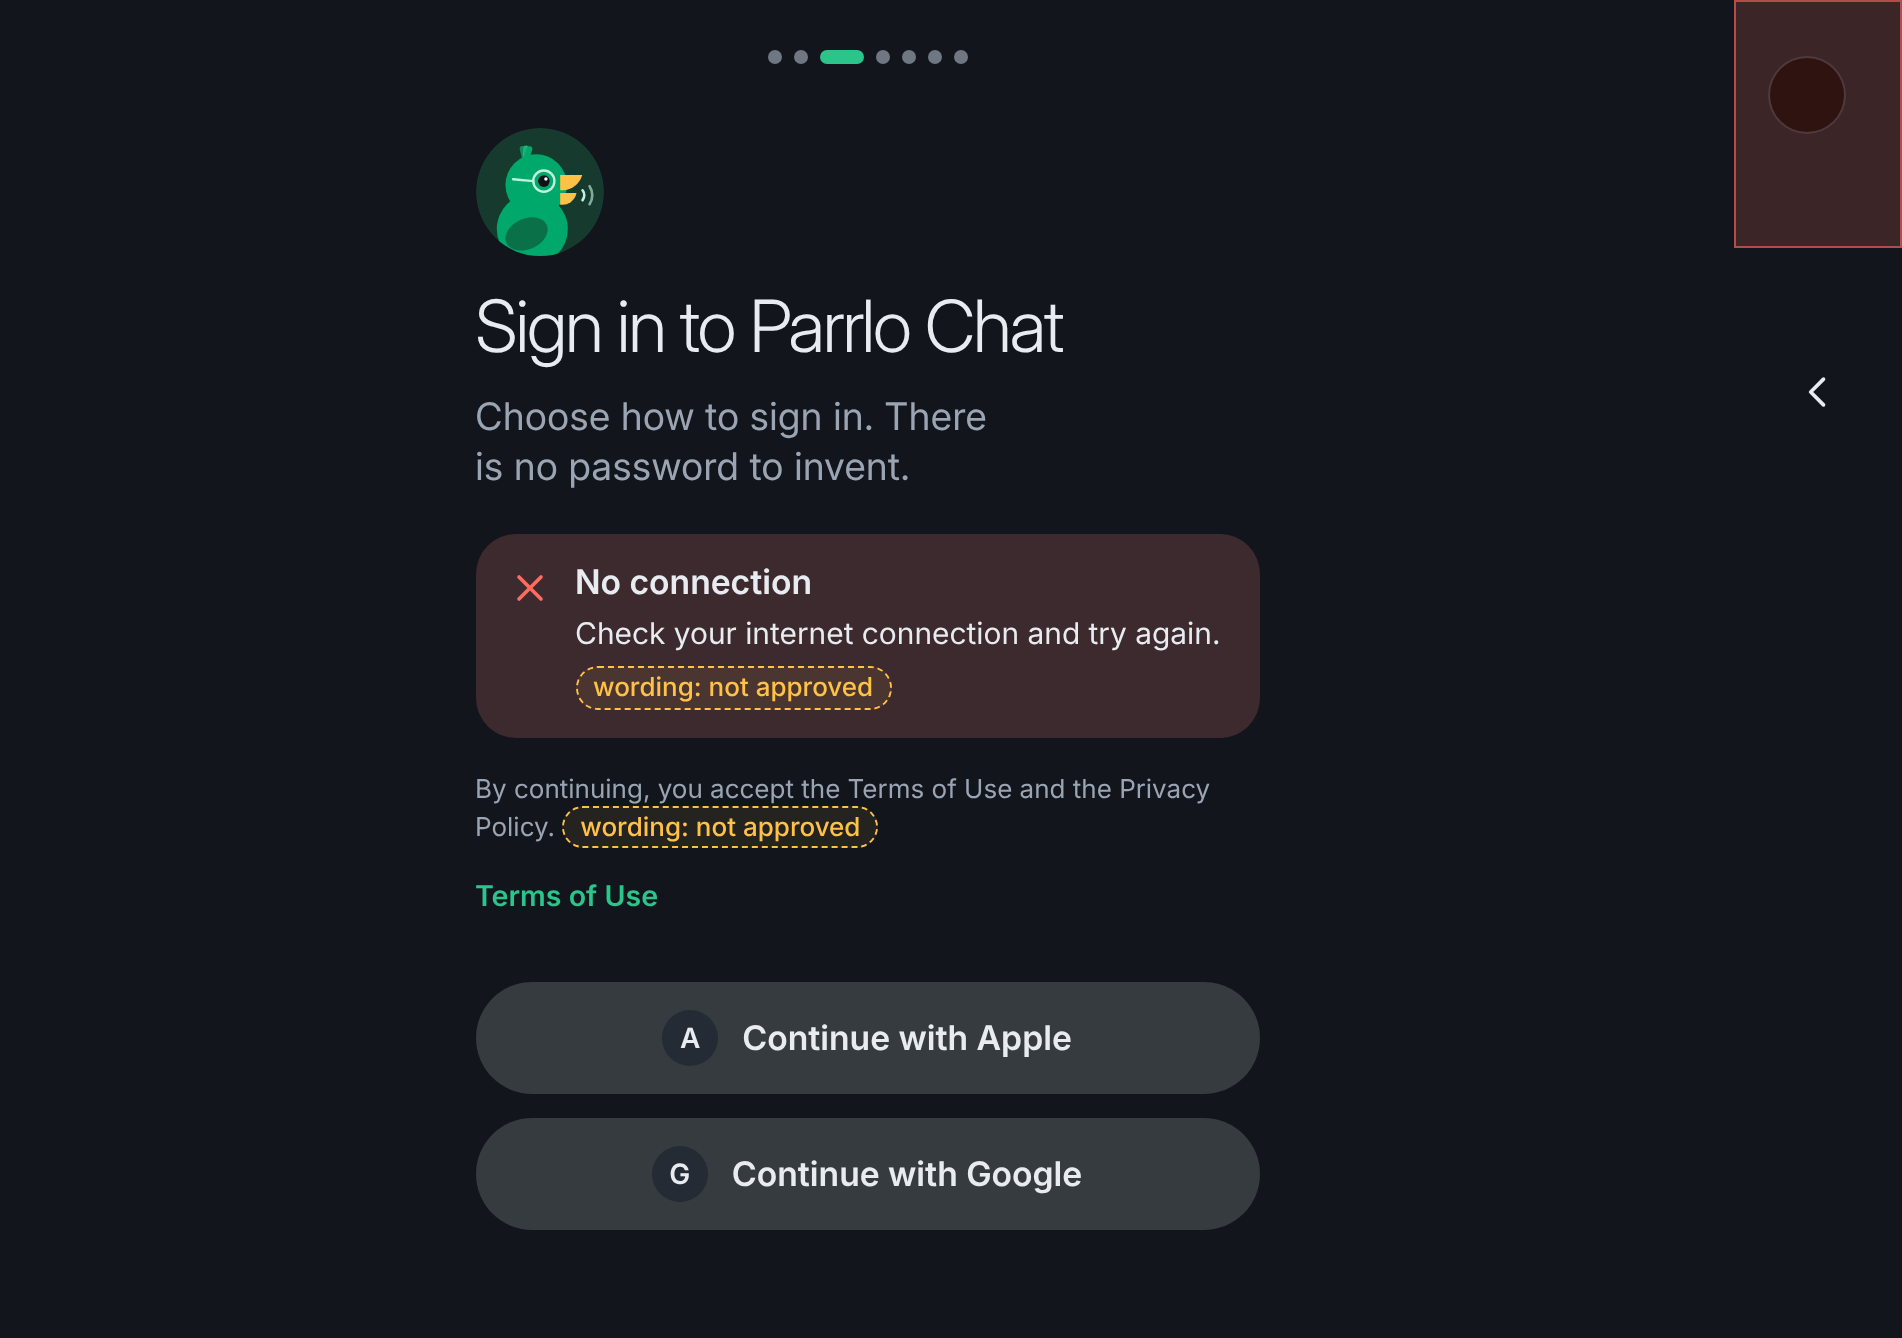 Sign in to Parrlo Chat
Choose how to sign in. There
is no password to invent.
No connection
Check your internet connection and try again.
wording: not approved
By continuing, you accept the Terms of Use and the Privacy
Policy. wording: not approved
Terms of Use
A Continue with Apple
G Continue with Google